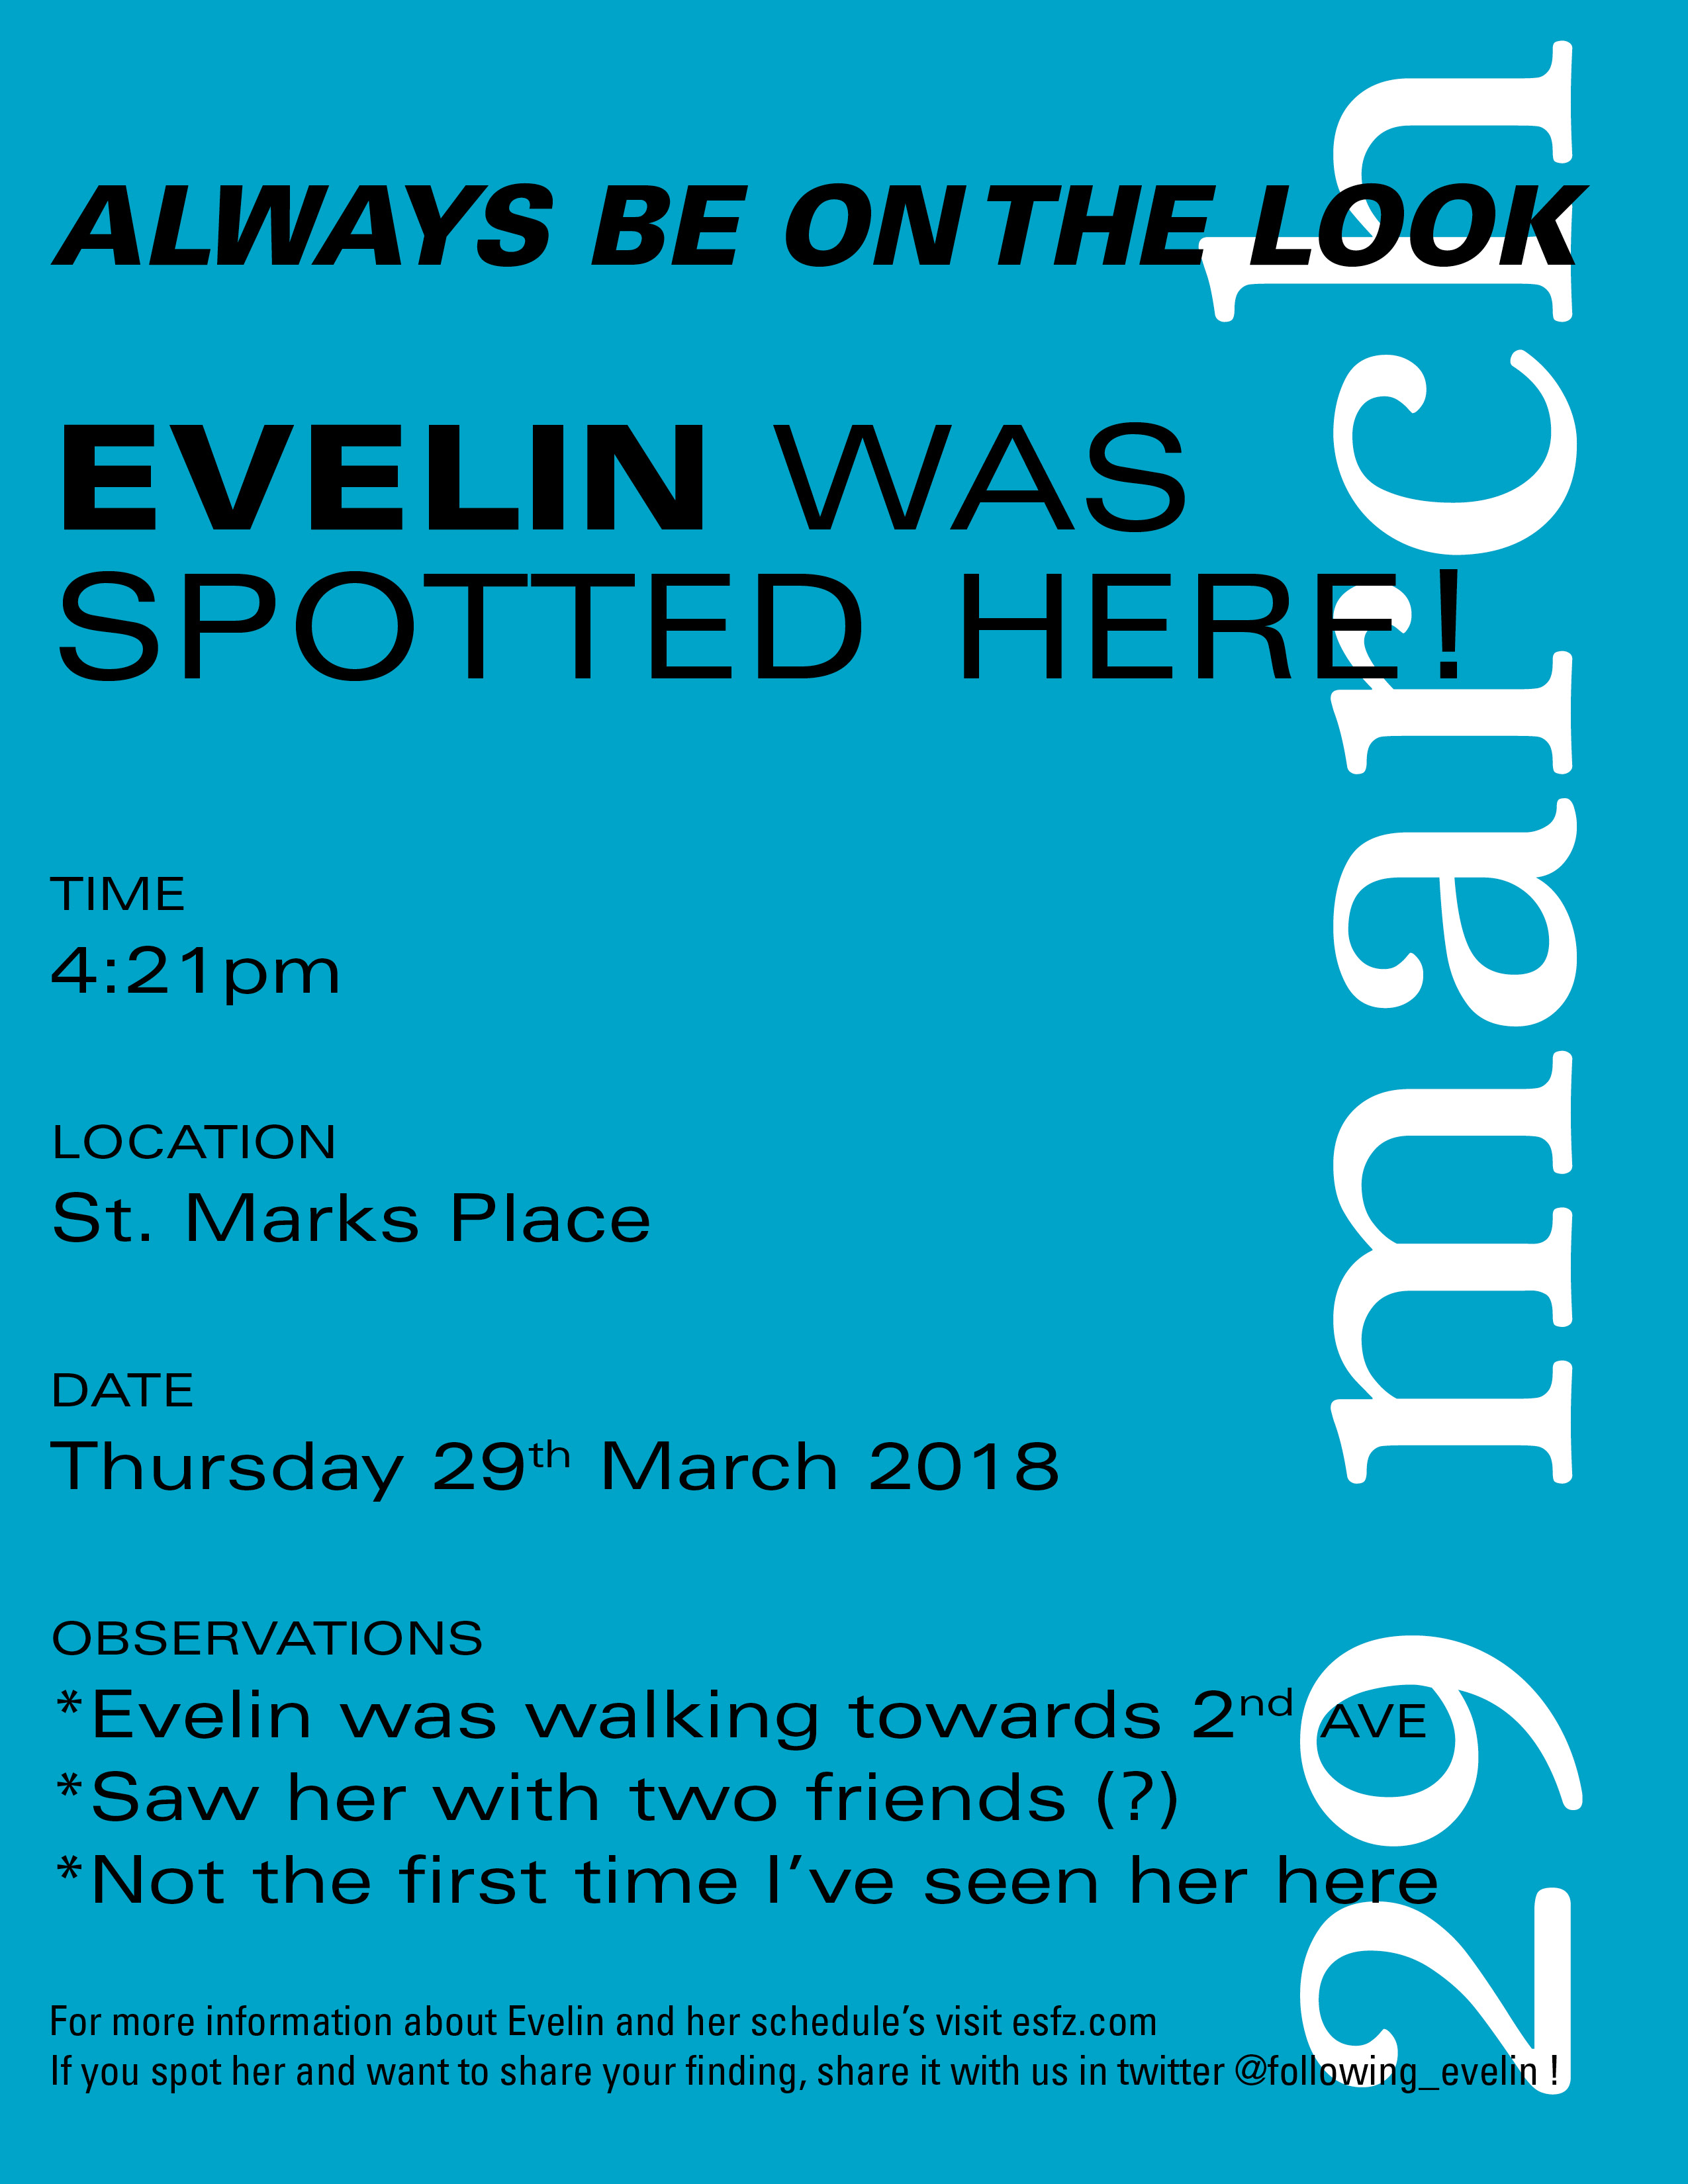 ALWAYS BE ON THE LOOK
EVELIN WAS
SPOTTED HERE!
TIME
4:21pm
LOCATION
St. Marks Place
DATE
Thursday 29th March 2018
OBSERVATIONS
*Evelin was walking towards 2nd AVE
*Saw her with two friends (?)
*Not the first time I’ve seen her here
For more information about Evelin and her schedule’s visit esfz.com
If you spot her and want to share your finding, share it with us in twitter @following_evelin !
29 march